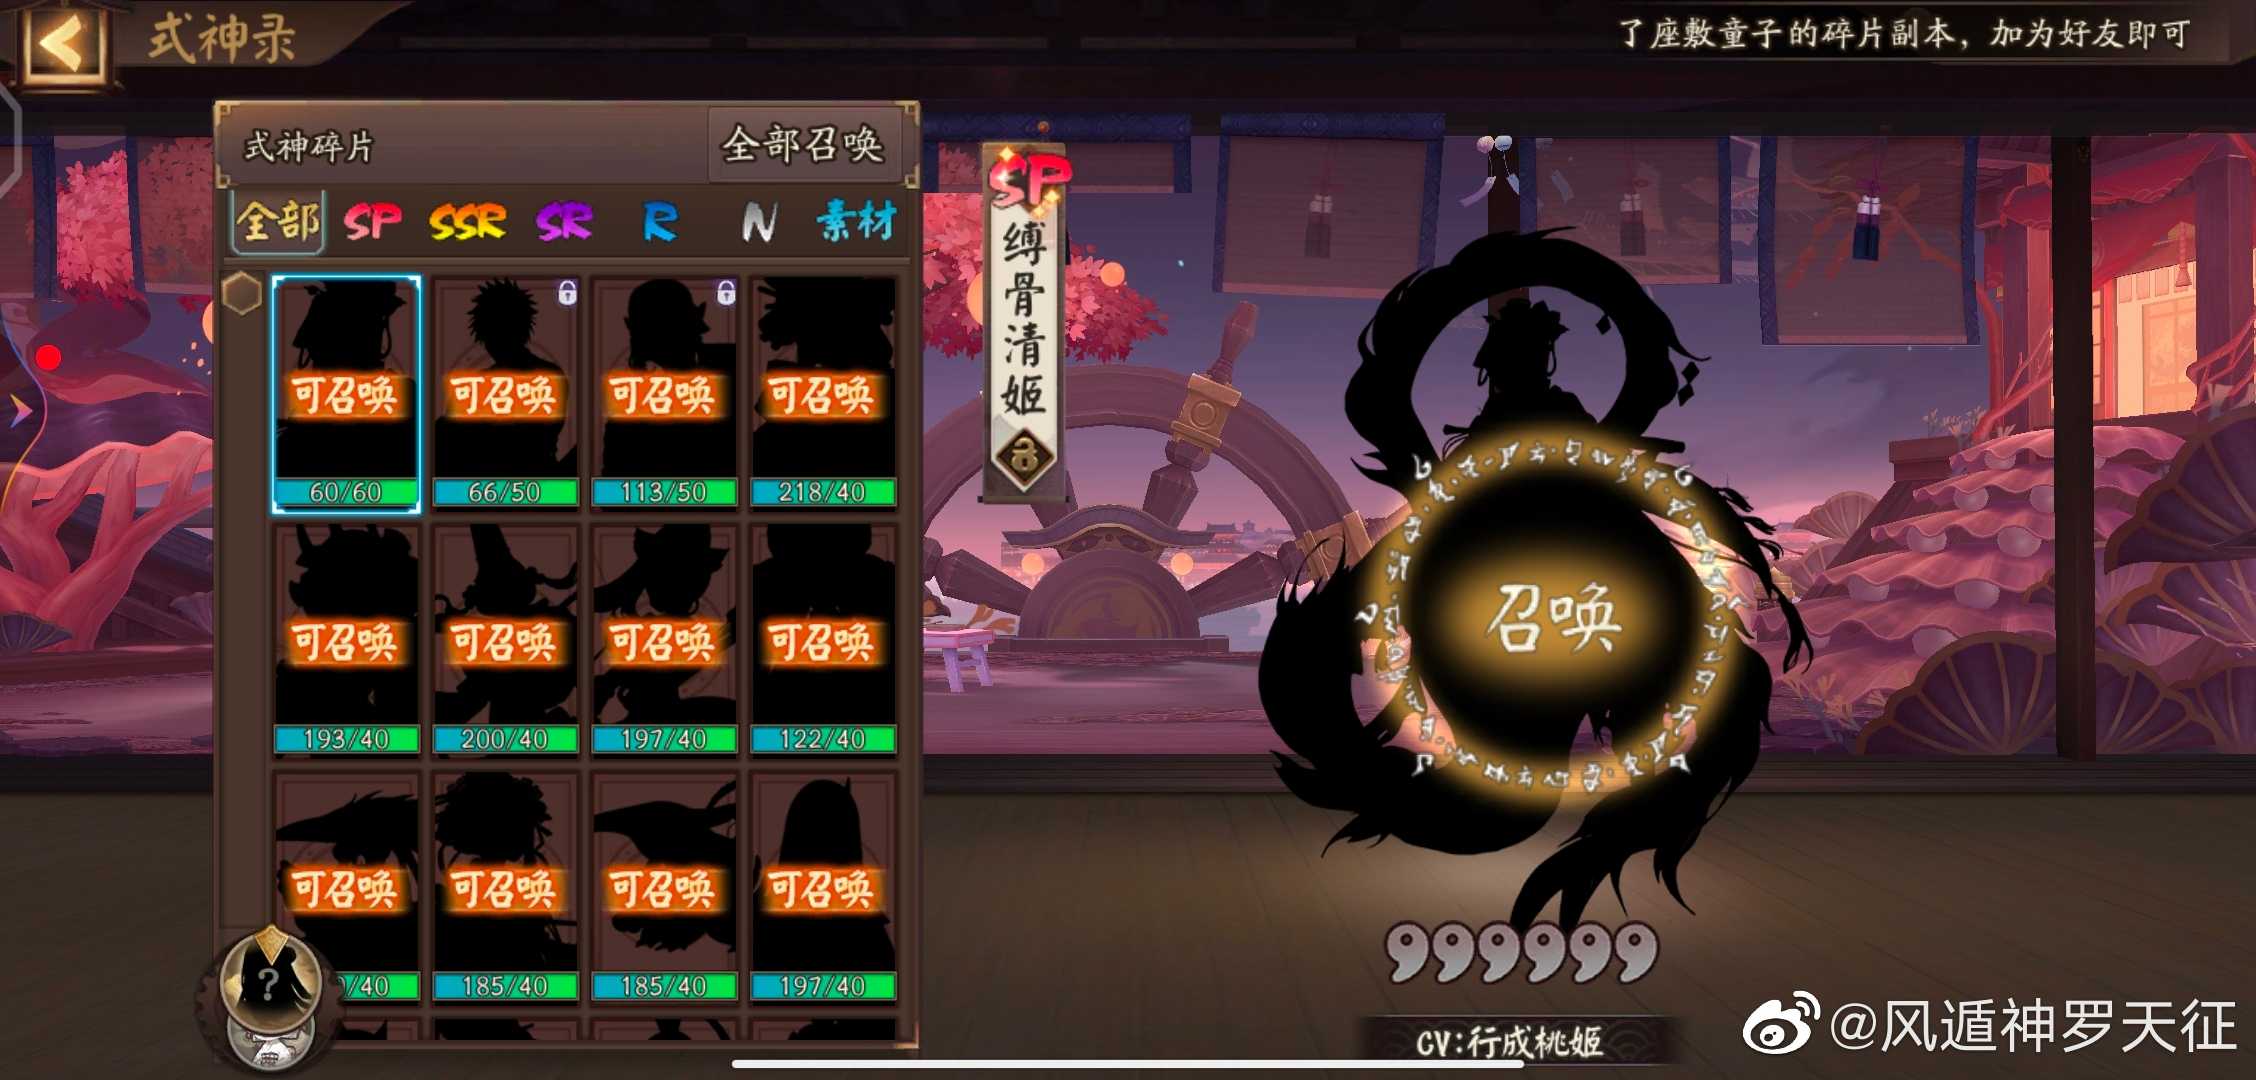 式神录
了座敷童子的碎片副本，加为好友即可
式神碎片
全部召唤
全部 SP SSR SR R N 素材
可召唤 可召唤 可召唤 可召唤
60/60 66/50 113/50 218/40
可召唤 可召唤 可召唤 可召唤
193/40 200/40 197/40 122/40
可召唤 可召唤 可召唤 可召唤
/40 185/40 185/40 197/40
?
SP
缚骨清姬
召唤
CV:行成桃姬
@风遁神罗天征